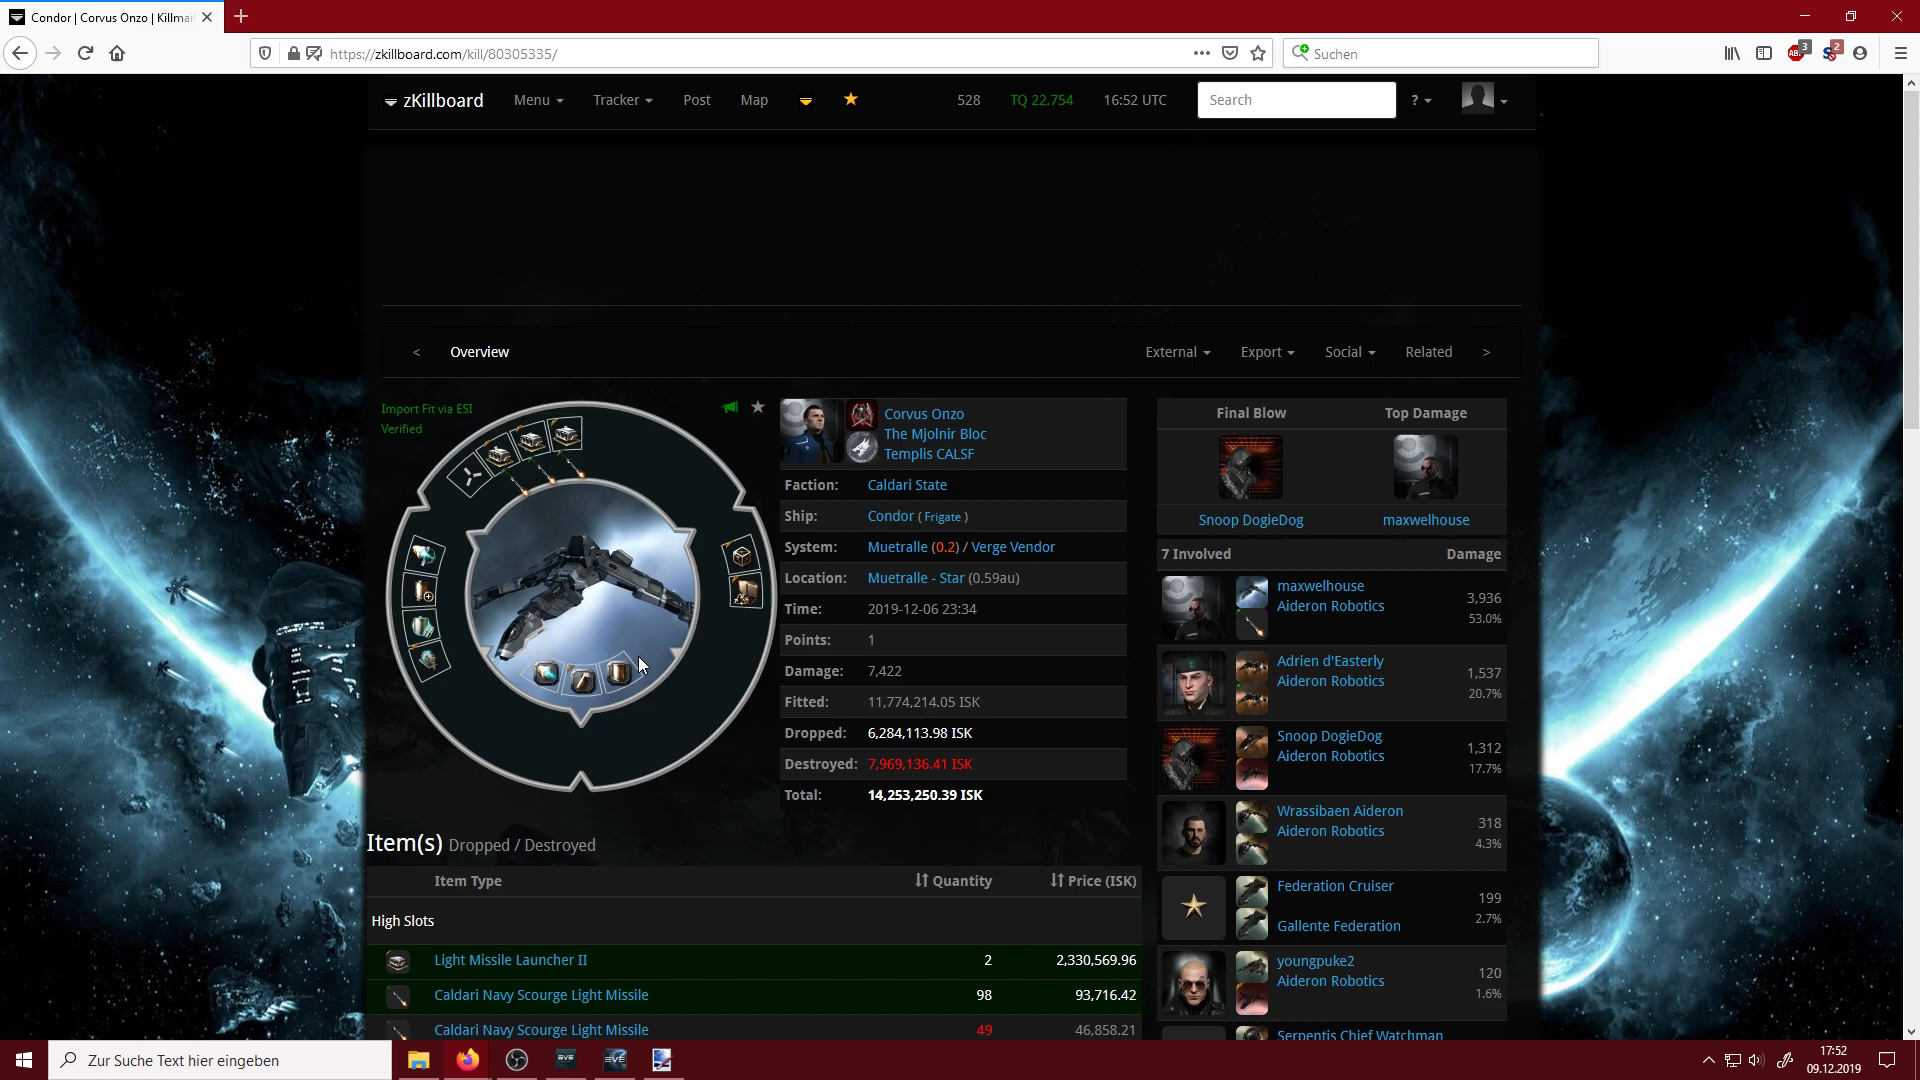 Condor | Corvus Onzo | Killmail
https://zkillboard.com/kill/80305335/
Suchen
3
2
zKillboard
Menu
Tracker
Post
Map
528
TQ 22,754
16:52 UTC
Search
?
<
Overview
External
Export
Social
Related
>
Import Fit via ESI
Verified
Corvus Onzo
The Mjolnir Bloc
Templis CALSF
Faction: Caldari State
Ship: Condor ( Frigate )
System: Muetralle (0.2) / Verge Vendor
Location: Muetralle - Star (0.59au)
Time: 2019-12-06 23:34
Points: 1
Damage: 7,422
Fitted: 11,774,214.05 ISK
Dropped: 6,284,113.98 ISK
Destroyed: 7,969,136.41 ISK
Total: 14,253,250.39 ISK
Final Blow Top Damage
Snoop DogieDog maxwelhouse
7 Involved Damage
maxwelhouse
Aideron Robotics
3,936
53.0%
Adrien d'Easterly
Aideron Robotics
1,537
20.7%
Snoop DogieDog
Aideron Robotics
1,312
17.7%
Wrassibaen Aideron
Aideron Robotics
318
4.3%
Federation Cruiser
Gallente Federation
199
2.7%
youngpuke2
Aideron Robotics
120
1.6%
Serpentis Chief Watchman
Item(s) Dropped / Destroyed
Item Type Quantity Price (ISK)
High Slots
Light Missile Launcher II 2 2,330,569.96
Caldari Navy Scourge Light Missile 98 93,716.42
Caldari Navy Scourge Light Missile 49 46,858.21
Zur Suche Text hier eingeben
EVE
EVE
17:52
09.12.2019